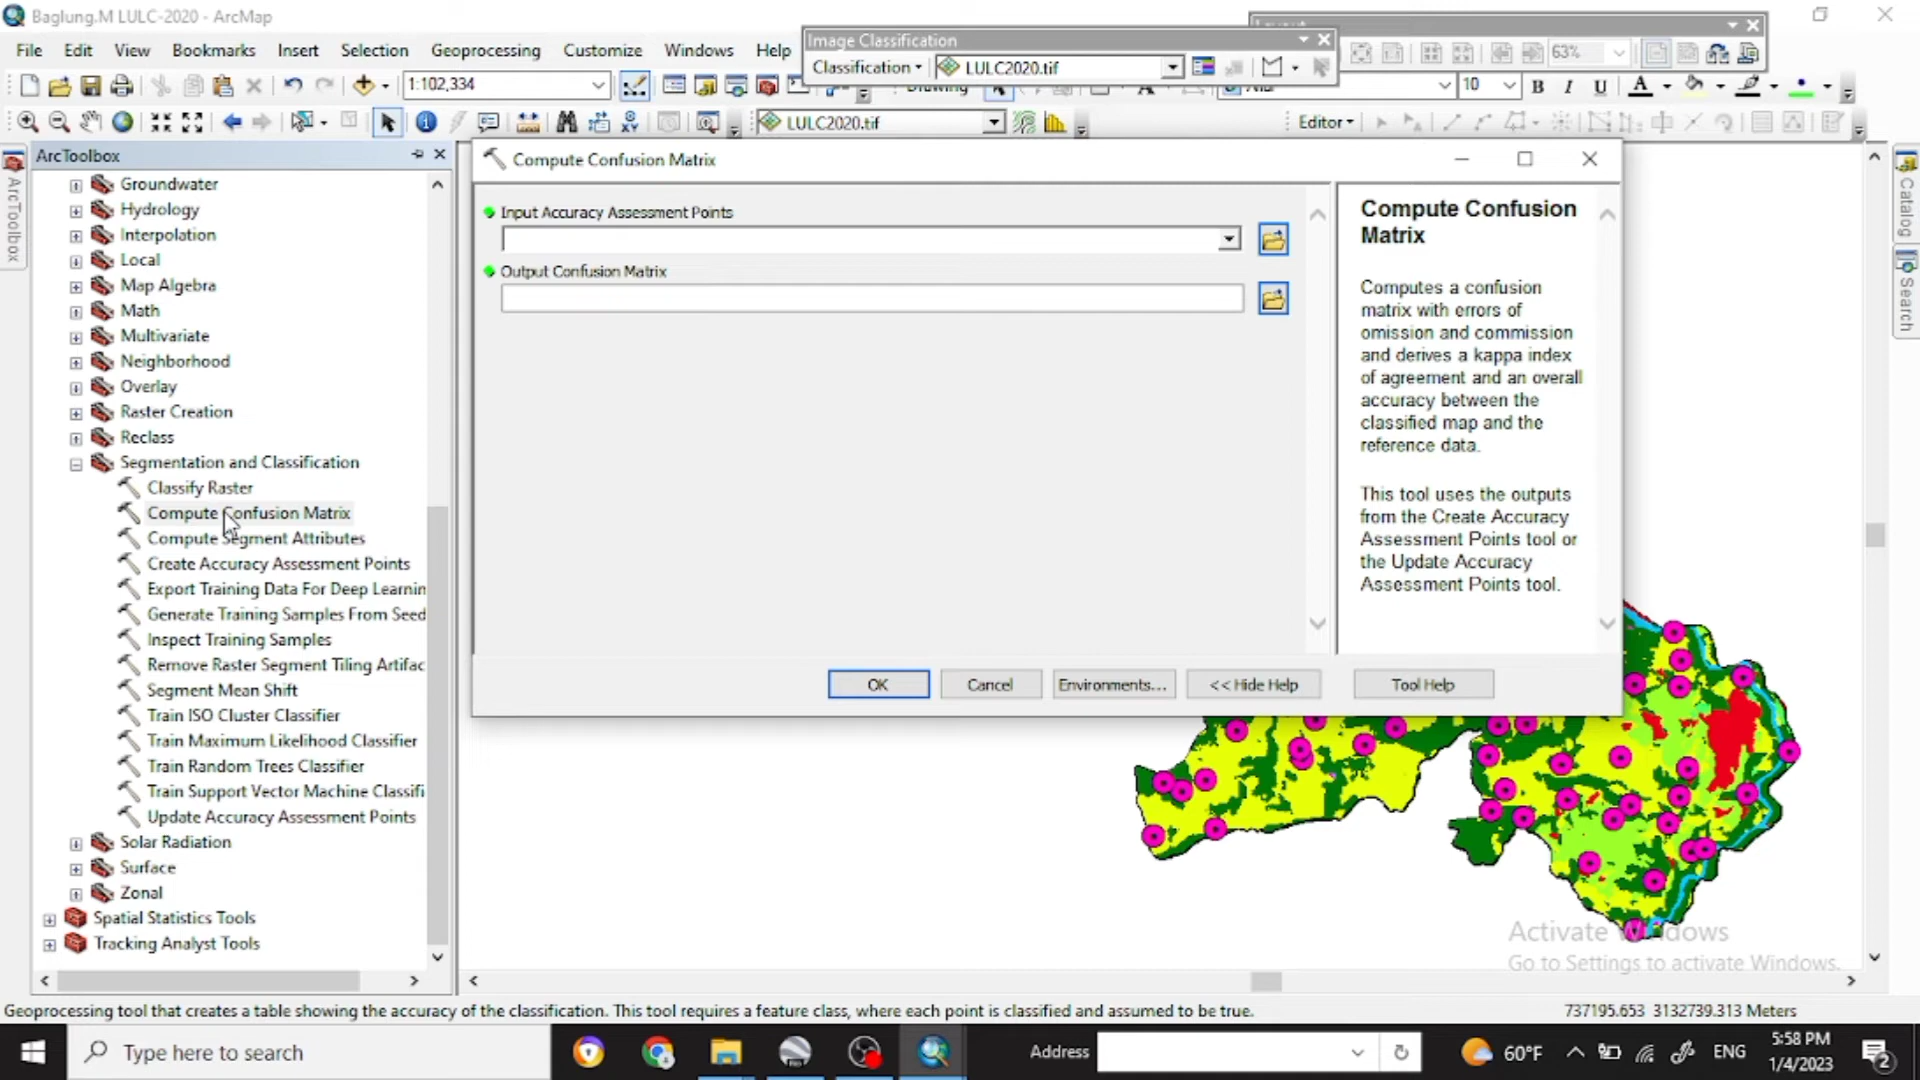 Baglung.M LULC-2020 - ArcMap
File Edit View Bookmarks Insert Selection Geoprocessing Customize Windows Help
Image Classification
Classification LULC2020.tif
63%
1:102,334
10 B I U A
LULC2020.tif
Editor
ArcToolbox
ArcToolbox
Groundwater
Hydrology
Interpolation
Local
Map Algebra
Math
Multivariate
Neighborhood
Overlay
Raster Creation
Reclass
Segmentation and Classification
Classify Raster
Compute Confusion Matrix
Compute Segment Attributes
Create Accuracy Assessment Points
Export Training Data For Deep Learnin
Generate Training Samples From Seed
Inspect Training Samples
Remove Raster Segment Tiling Artifac
Segment Mean Shift
Train ISO Cluster Classifier
Train Maximum Likelihood Classifier
Train Random Trees Classifier
Train Support Vector Machine Classifi
Update Accuracy Assessment Points
Solar Radiation
Surface
Zonal
Spatial Statistics Tools
Tracking Analyst Tools
Compute Confusion Matrix
Input Accuracy Assessment Points
Output Confusion Matrix
OK Cancel Environments... << Hide Help Tool Help
Compute Confusion
Matrix
Computes a confusion
matrix with errors of
omission and commission
and derives a kappa index
of agreement and an overall
accuracy between the
classified map and the
reference data.
This tool uses the outputs
from the Create Accuracy
Assessment Points tool or
the Update Accuracy
Assessment Points tool.
Catalog
Search
Activate Windows
Go to Settings to activate Windows.
Geoprocessing tool that creates a table showing the accuracy of the classification. This tool requires a feature class, where each point is classified and assumed to be true.
737195.653 3132739.313 Meters
Type here to search
Address
60°F
ENG
5:58 PM
1/4/2023
2